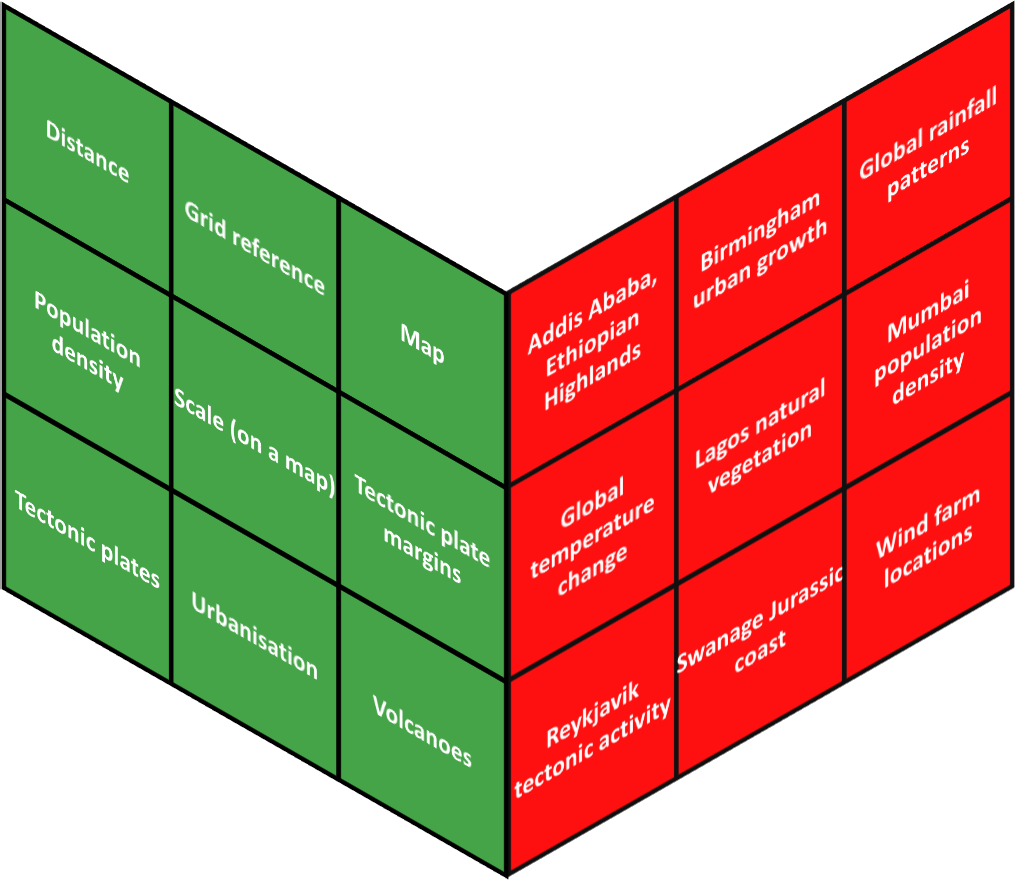 Distance
Grid reference
Map
Population
density
Scale (on a map)
Tectonic plate
margins
Tectonic plates
Urbanisation
Volcanoes
Addis Ababa,
Ethiopian
Highlands
Birmingham
urban growth
Global rainfall
patterns
Global
temperature
change
Lagos natural
vegetation
Mumbai
population
density
Reykjavik
tectonic activity
Swanage Jurassic
coast
Wind farm
locations